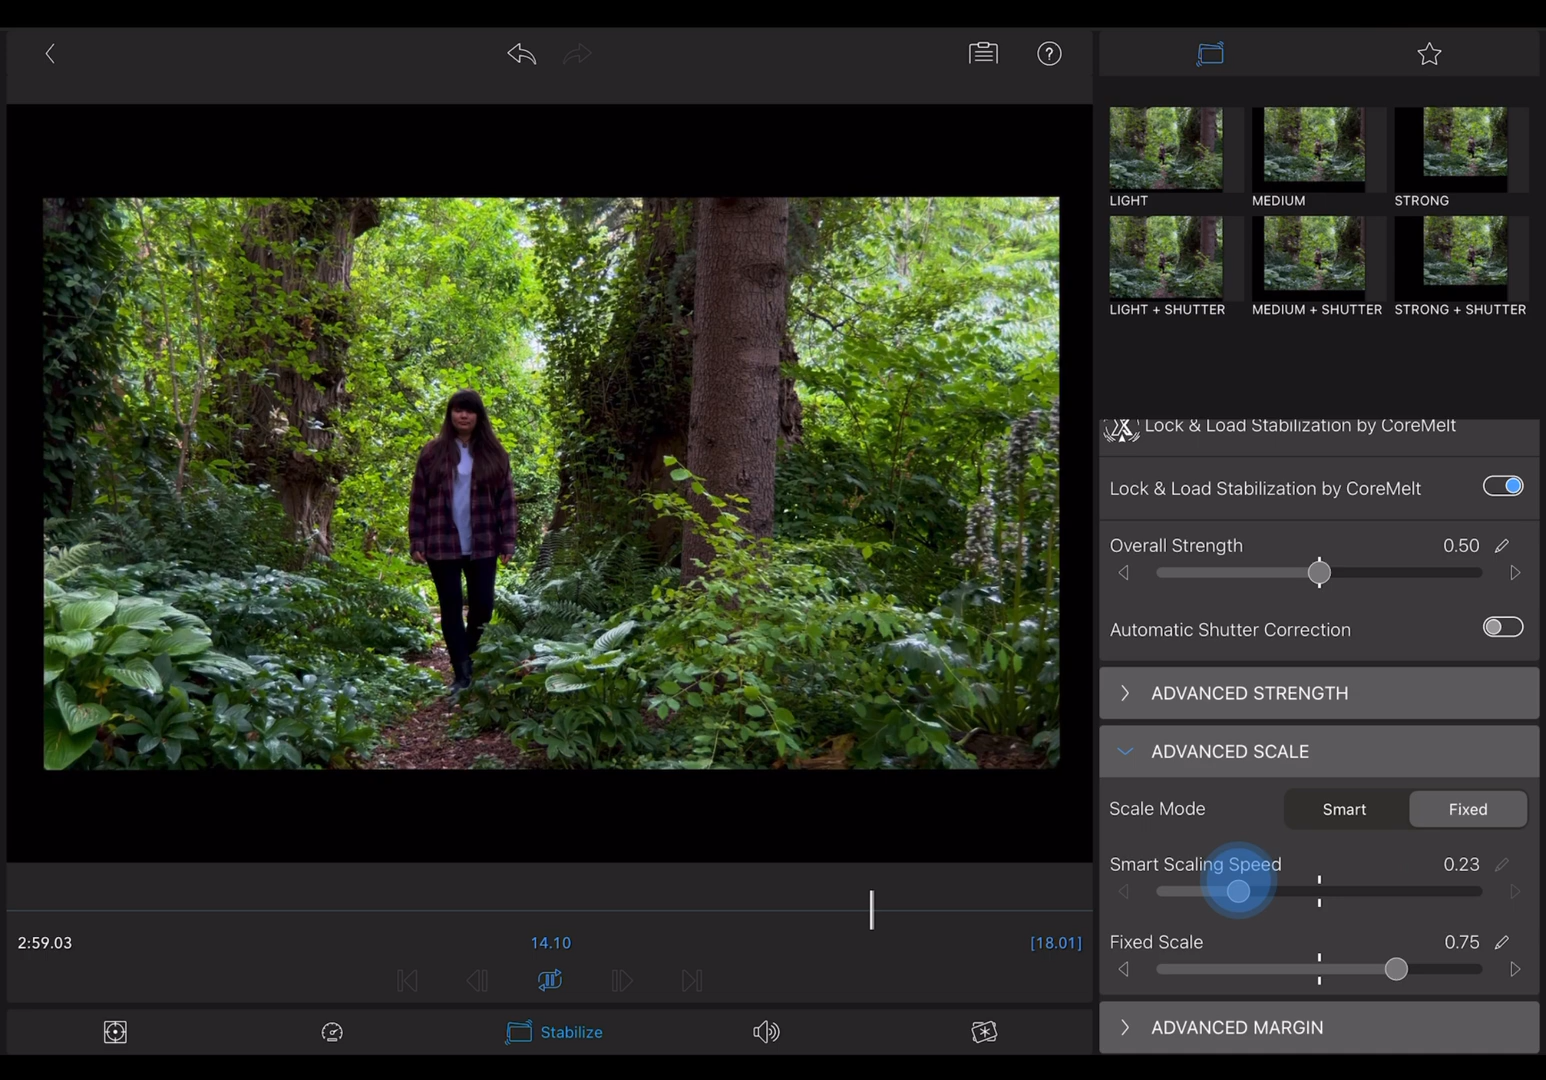 LIGHT
MEDIUM
STRONG
LIGHT + SHUTTER
MEDIUM + SHUTTER
STRONG + SHUTTER
Lock & Load Stabilization by CoreMelt
Lock & Load Stabilization by CoreMelt
Overall Strength 0.50
Automatic Shutter Correction
ADVANCED STRENGTH
ADVANCED SCALE
Scale Mode Smart Fixed
Smart Scaling Speed 0.23
Fixed Scale 0.75
ADVANCED MARGIN
2:59.03 14.10 [18.01]
Stabilize